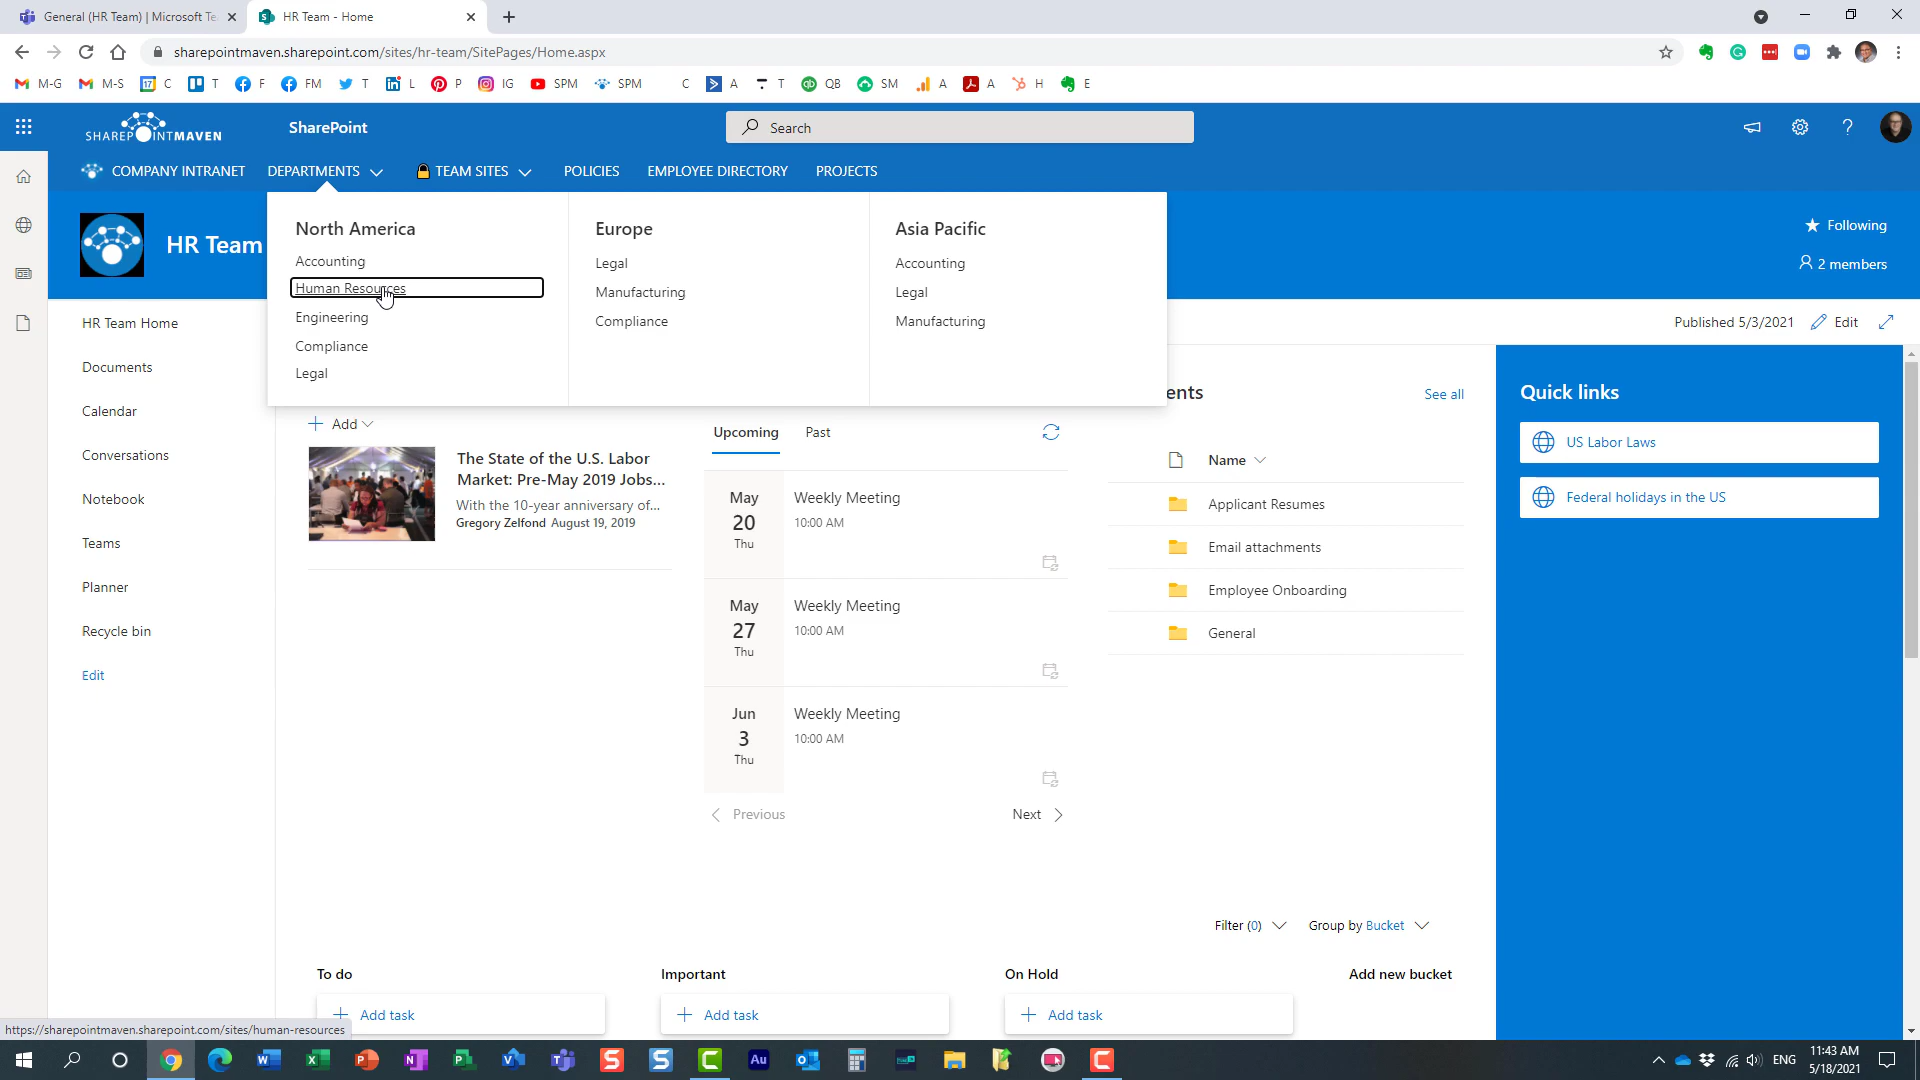 General (HR Team) | Microsoft Te
HR Team - Home
sharepointmaven.sharepoint.com/sites/hr-team/SitePages/Home.aspx
M-G
M-S
C
T
F
FM
T
L
P
IG
SPM
SPM
C
A
T
QB
SM
A
A
H
E
SHAREPOINTMAVEN
SharePoint
Search
COMPANY INTRANET
DEPARTMENTS
TEAM SITES
POLICIES
EMPLOYEE DIRECTORY
PROJECTS
HR Team
Following
2 members
North America
Accounting
Human Resources
Engineering
Compliance
Legal
Europe
Legal
Manufacturing
Compliance
Asia Pacific
Accounting
Legal
Manufacturing
HR Team Home
Documents
Calendar
Conversations
Notebook
Teams
Planner
Recycle bin
Edit
Published 5/3/2021
Edit
Add
The State of the U.S. Labor
Market: Pre-May 2019 Jobs...
With the 10-year anniversary of...
Gregory Zelfond August 19, 2019
Upcoming
Past
May
20
Thu
Weekly Meeting
10:00 AM
May
27
Thu
Weekly Meeting
10:00 AM
Jun
3
Thu
Weekly Meeting
10:00 AM
Previous
Next
ents
See all
Name
Applicant Resumes
Email attachments
Employee Onboarding
General
Quick links
US Labor Laws
Federal holidays in the US
Filter (0)
Group by Bucket
To do
Important
On Hold
Add new bucket
Add task
Add task
Add task
https://sharepointmaven.sharepoint.com/sites/human-resources
ENG
11:43 AM
5/18/2021